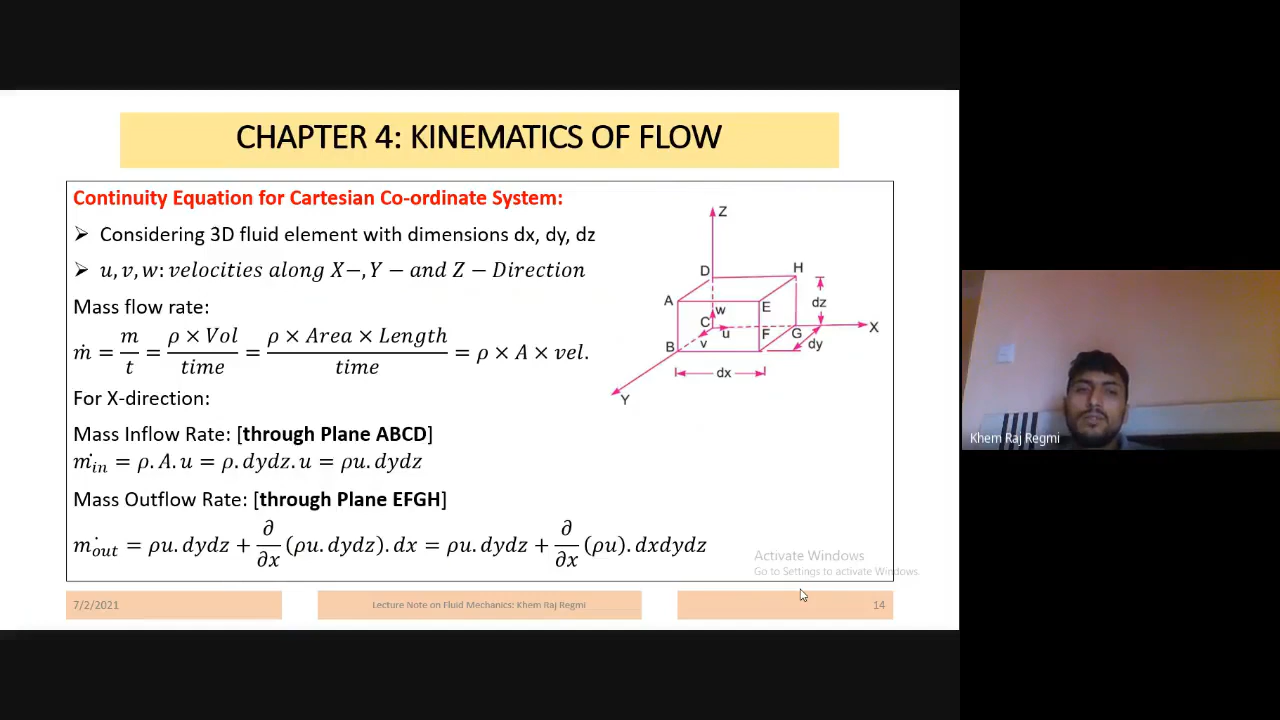 CHAPTER 4: KINEMATICS OF FLOW
Continuity Equation for Cartesian Co-ordinate System:
➢ Considering 3D fluid element with dimensions dx, dy, dz
➢ u, v, w: velocities along X−, Y − and Z − Direction
Mass flow rate:
ṁ = m/t = (ρ × Vol)/time = (ρ × Area × Length)/time = ρ × A × vel.
For X-direction:
Mass Inflow Rate: [through Plane ABCD]
ṁ_in = ρ. A. u = ρ. dydz. u = ρu. dydz
Mass Outflow Rate: [through Plane EFGH]
ṁ_out = ρu. dydz + ∂/∂x (ρu. dydz). dx = ρu. dydz + ∂/∂x (ρu). dxdydz
Z
D
H
A
E
w
dz
C
u
F
G
X
B
v
dy
dx
Y
Activate Windows
Go to Settings to activate Windows.
7/2/2021
Lecture Note on Fluid Mechanics: Khem Raj Regmi
14
Khem Raj Regmi